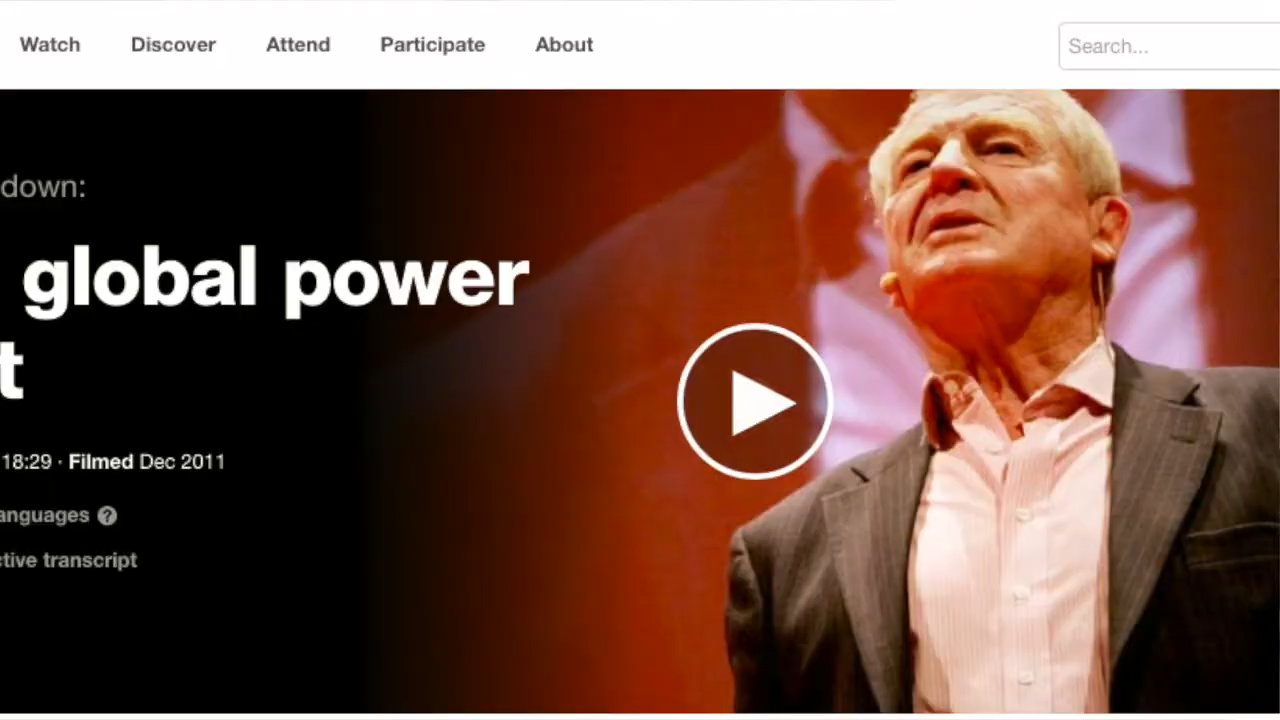 Watch Discover Attend Participate About Search...
down:
global power
t
18:29 · Filmed Dec 2011
anguages ?
ctive transcript